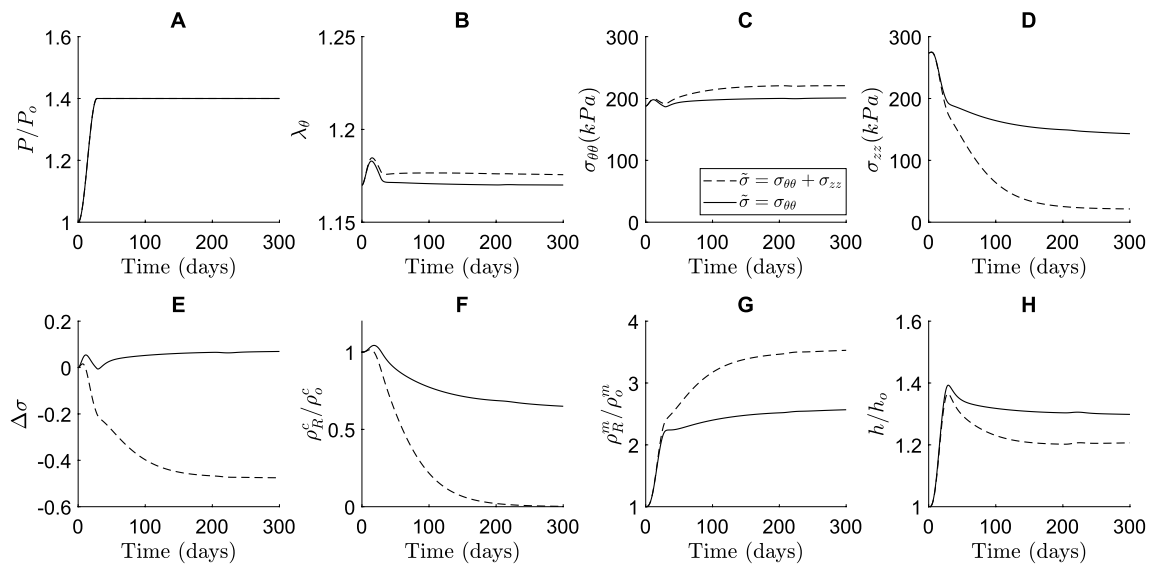 A
B
C
D
1.6
1.4
1.2
1
P/P_o
0 100 200 300
Time (days)
1.25
1.2
1.15
λ_θ
0 100 200 300
Time (days)
300
200
100
0
σ_θθ(kPa)
σ̃ = σ_θθ + σ_zz
σ̃ = σ_θθ
0 100 200 300
Time (days)
300
200
100
0
σ_zz(kPa)
0 100 200 300
Time (days)
E
F
G
H
0.2
0
-0.2
-0.4
-0.6
Δσ
0 100 200 300
Time (days)
1
0.5
0
ρ_R^c/ρ_o^c
0 100 200 300
Time (days)
4
3
2
1
ρ_R^m/ρ_o^m
0 100 200 300
Time (days)
1.6
1.4
1.2
1
h/h_o
0 100 200 300
Time (days)